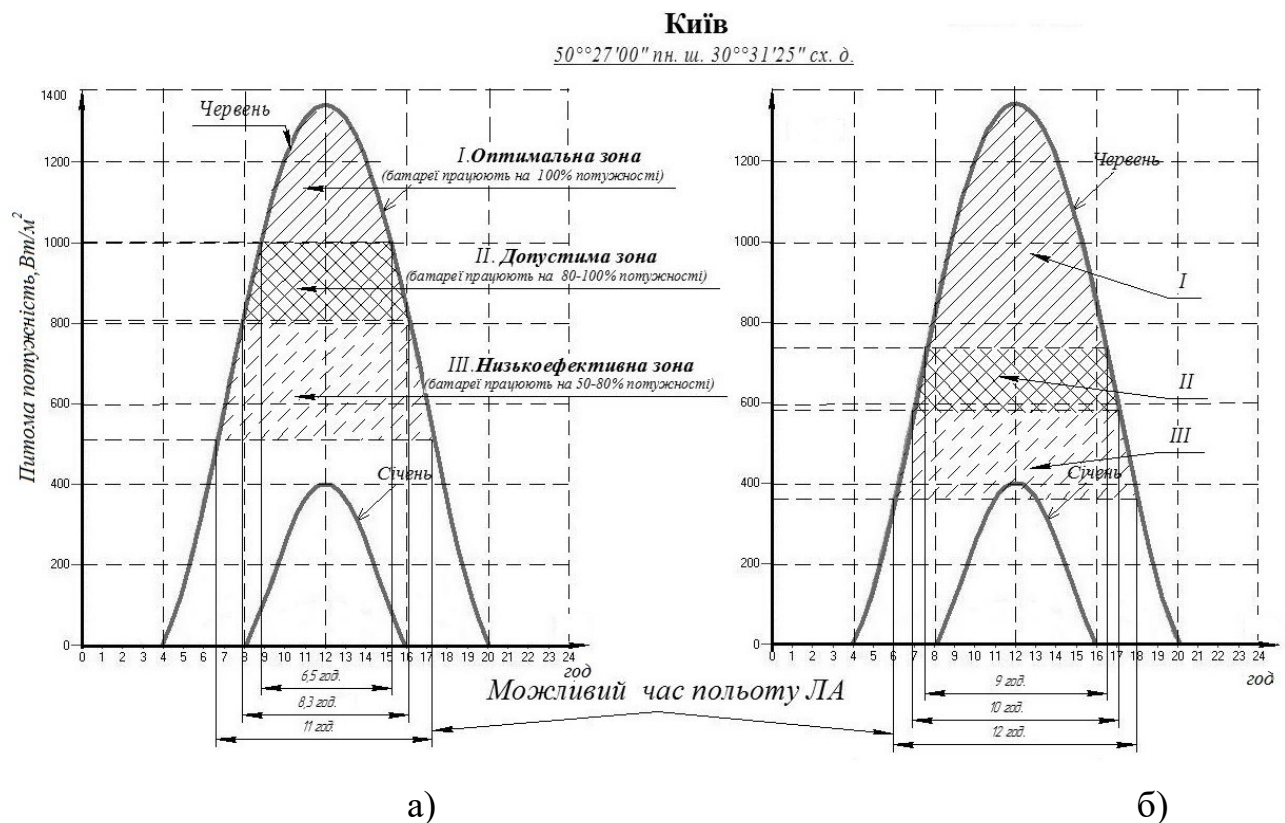 Київ
50°°27'00" пн. ш. 30°°31'25" сх. д.
Питома потужність, Вт/м²
1400
1200
1000
800
600
400
200
0
Червень
I.Оптимальна зона
(батареї працюють на 100% потужності)
II. Допустима зона
(батареї працюють на 80-100% потужності)
III.Низькоефективна зона
(батареї працюють на 50-80% потужності)
Січень
0 1 2 3 4 5 6 7 8 9 10 11 12 13 14 15 16 17 18 19 20 21 22 23 24
год
6,5 год.
8,3 год.
11 год.
Можливий час польоту ЛА
1200
1000
800
600
400
200
0
Червень
I
II
III
Січень
0 1 2 3 4 5 6 7 8 9 10 11 12 13 14 15 16 17 18 19 20 21 22 23 24
год
9 год.
10 год.
12 год.
а)
б)